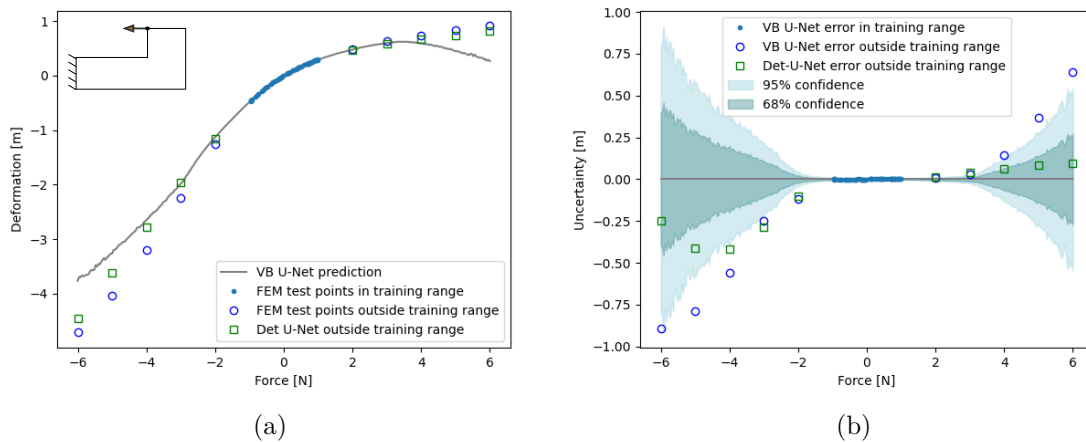 1
0
−1
−2
−3
−4
Deformation [m]
VB U-Net prediction
FEM test points in training range
FEM test points outside training range
Det U-Net outside training range
−6
−4
−2
0
2
4
6
Force [N]
(a)
1.00
0.75
0.50
0.25
0.00
−0.25
−0.50
−0.75
−1.00
Uncertainty [m]
VB U-Net error in training range
VB U-Net error outside training range
Det-U-Net error outside training range
95% confidence
68% confidence
−6
−4
−2
0
2
4
6
Force [N]
(b)